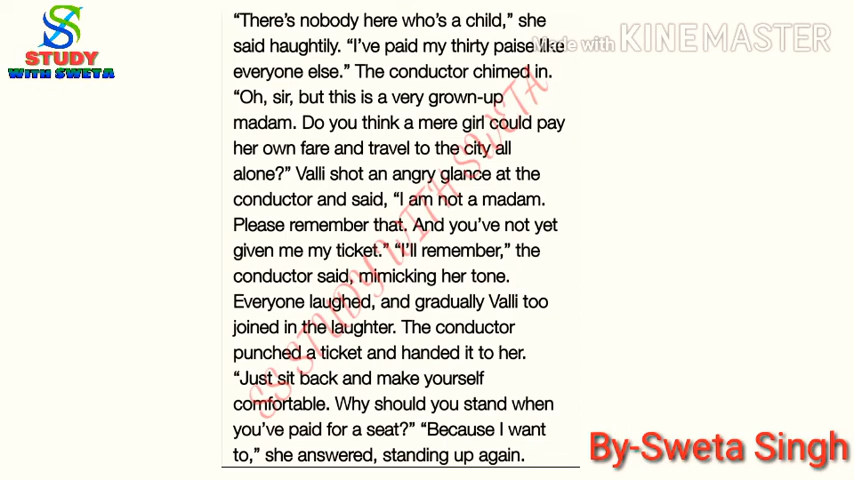 “There’s nobody here who’s a child,” she
said haughtily. “I’ve paid my thirty paise like
everyone else.” The conductor chimed in.
“Oh, sir, but this is a very grown-up
madam. Do you think a mere girl could pay
her own fare and travel to the city all
alone?” Valli shot an angry glance at the
conductor and said, “I am not a madam.
Please remember that. And you’ve not yet
given me my ticket.” “I’ll remember,” the
conductor said, mimicking her tone.
Everyone laughed, and gradually Valli too
joined in the laughter. The conductor
punched a ticket and handed it to her.
“Just sit back and make yourself
comfortable. Why should you stand when
you’ve paid for a seat?” “Because I want
to,” she answered, standing up again.
S
STUDY
WITH SWETA
Made with KINEMASTER
SS STUDY WITH SWETA
By-Sweta Singh